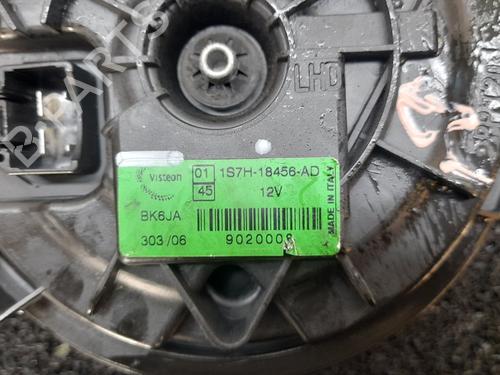 LHD
Visteon
01
45
1S7H-18456-AD
12V
MADE IN ITALY
BK6JA
303/06
9020008